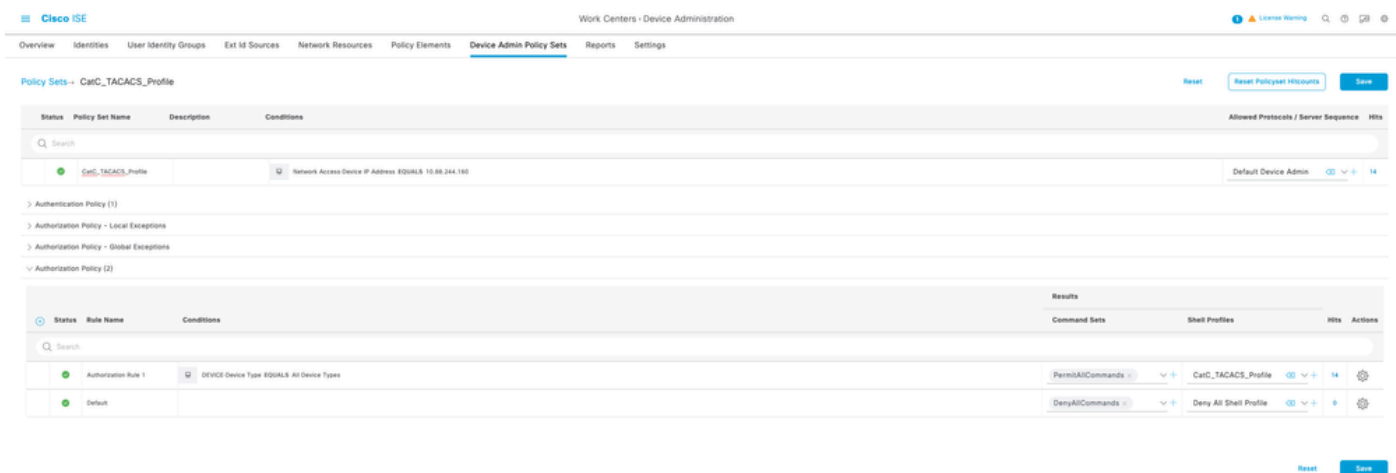 Cisco ISE
Work Centers · Device Administration
1 License Warning
Overview Identities User Identity Groups Ext Id Sources Network Resources Policy Elements Device Admin Policy Sets Reports Settings
Policy Sets→ CatC_TACACS_Profile Reset Reset Policyset Hitcounts Save
Status Policy Set Name Description Conditions Allowed Protocols / Server Sequence Hits
Search
CatC_TACACS_Profile Network Access·Device IP Address EQUALS 10.88.244.160 Default Device Admin 14
Authentication Policy (1)
Authorization Policy - Local Exceptions
Authorization Policy - Global Exceptions
Authorization Policy (2)
Results
Status Rule Name Conditions Command Sets Shell Profiles Hits Actions
Search
Authorization Rule 1 DEVICE·Device Type EQUALS All Device Types PermitAllCommands CatC_TACACS_Profile 14
Default DenyAllCommands Deny All Shell Profile 0
Reset Save